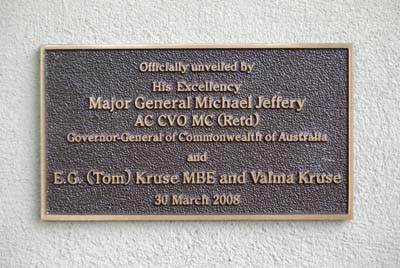 Officially unveiled by
His Excellency
Major General Michael Jeffery
AC CVO MC (Retd)
Governor-General of Commonwealth of Australia
and
E.G. (Tom) Kruse MBE and Valma Kruse
30 March 2008